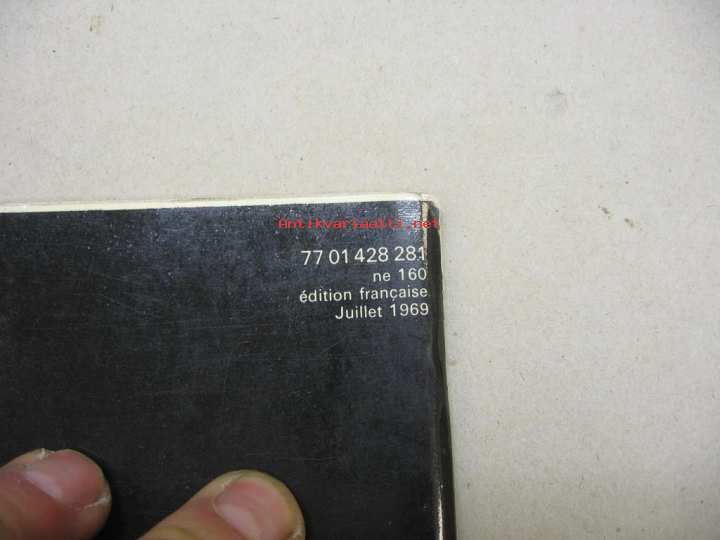 Antikvariaatti.net
77 01 428 281
ne 160
édition française
Juillet 1969